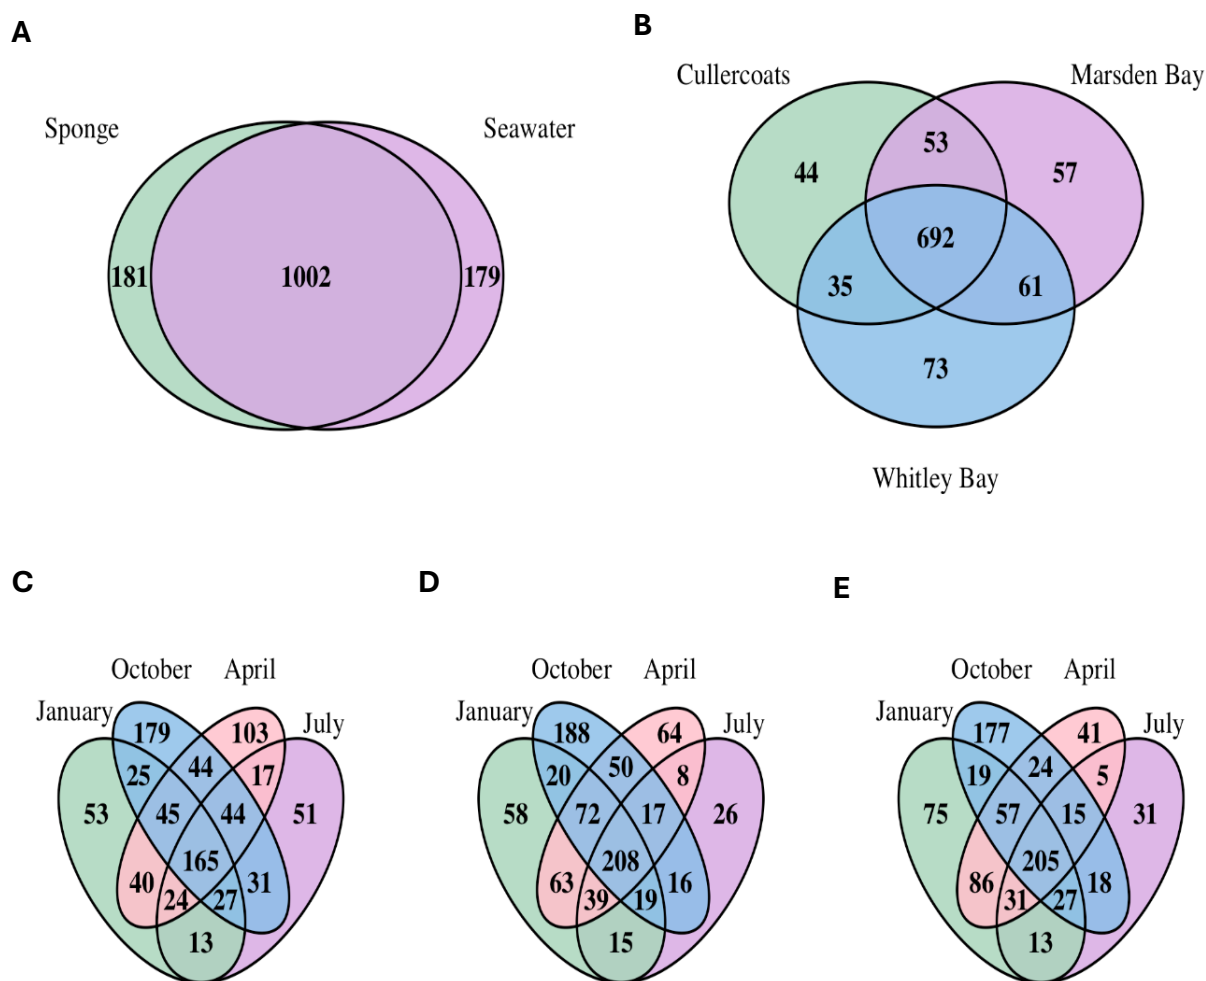 A
B
Sponge
Seawater
181
1002
179
Cullercoats
Marsden Bay
53
44
57
692
35
61
73
Whitley Bay
C
October April
January
July
179
103
25
44
17
53
45
44
51
165
40
24
27
31
13
D
October April
January
July
188
64
20
50
8
58
72
17
26
208
63
39
19
16
15
E
October April
January
July
177
41
19
24
5
75
57
15
31
205
86
31
27
18
13